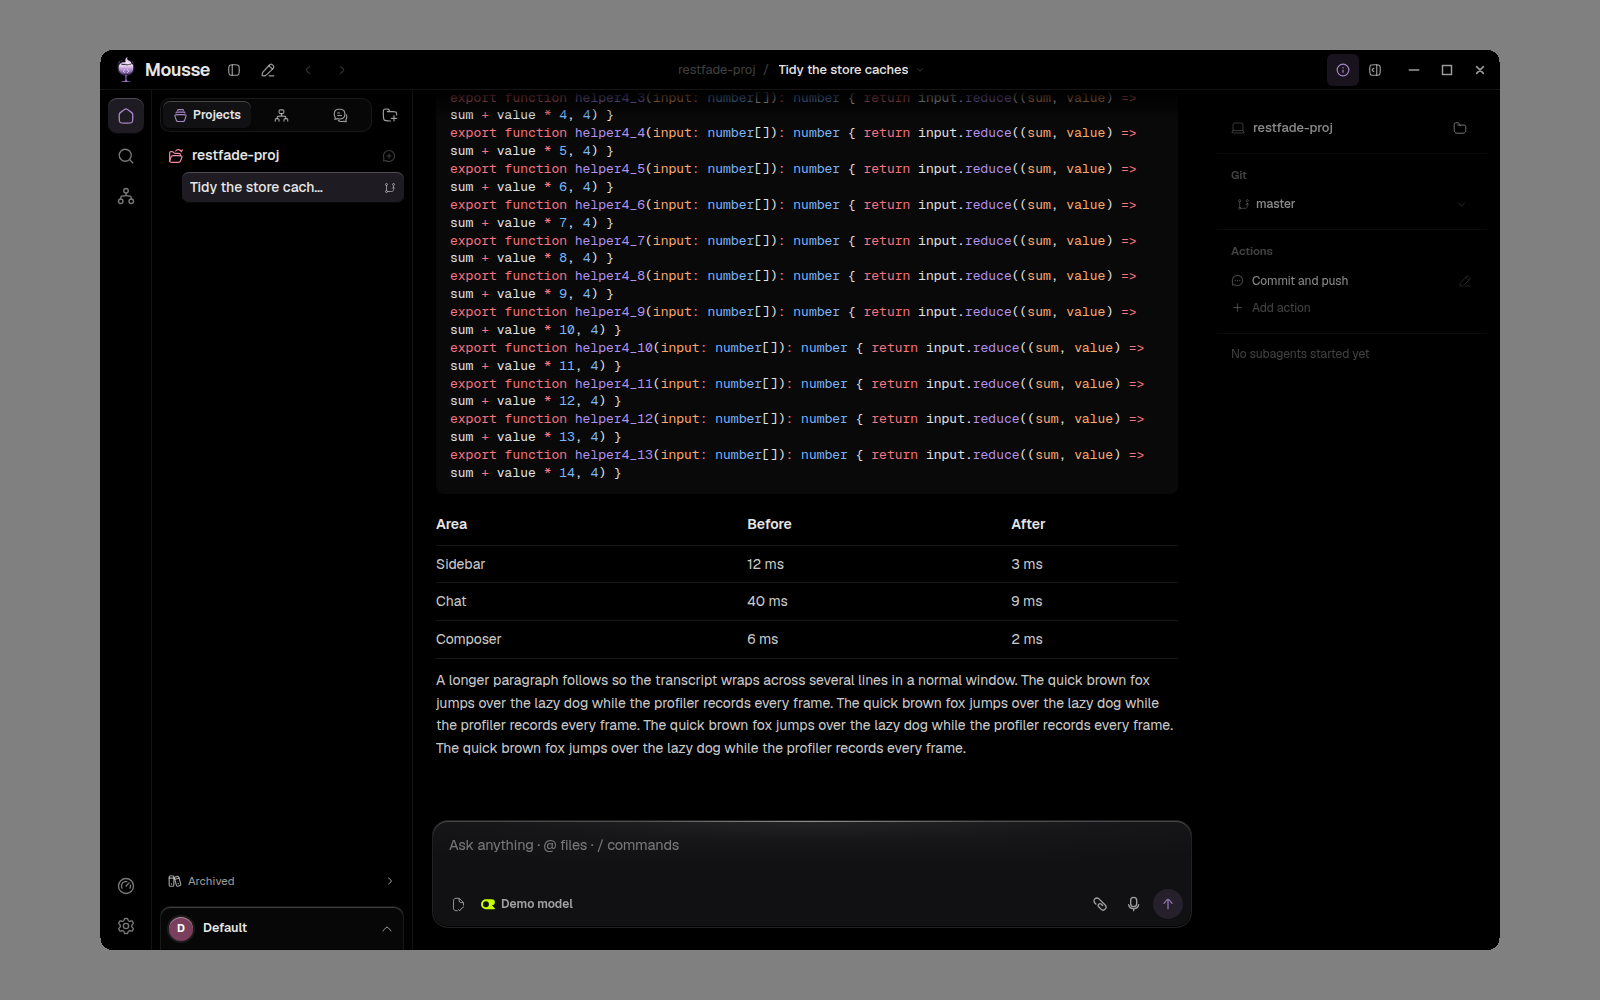 Mousse
restfade-proj / Tidy the store caches
Projects
restfade-proj
Tidy the store cach...
Archived
D Default
export function helper4_3(input: number[]): number { return input.reduce((sum, value) =>
sum + value * 4, 4) }
export function helper4_4(input: number[]): number { return input.reduce((sum, value) =>
sum + value * 5, 4) }
export function helper4_5(input: number[]): number { return input.reduce((sum, value) =>
sum + value * 6, 4) }
export function helper4_6(input: number[]): number { return input.reduce((sum, value) =>
sum + value * 7, 4) }
export function helper4_7(input: number[]): number { return input.reduce((sum, value) =>
sum + value * 8, 4) }
export function helper4_8(input: number[]): number { return input.reduce((sum, value) =>
sum + value * 9, 4) }
export function helper4_9(input: number[]): number { return input.reduce((sum, value) =>
sum + value * 10, 4) }
export function helper4_10(input: number[]): number { return input.reduce((sum, value) =>
sum + value * 11, 4) }
export function helper4_11(input: number[]): number { return input.reduce((sum, value) =>
sum + value * 12, 4) }
export function helper4_12(input: number[]): number { return input.reduce((sum, value) =>
sum + value * 13, 4) }
export function helper4_13(input: number[]): number { return input.reduce((sum, value) =>
sum + value * 14, 4) }
Area Before After
Sidebar 12 ms 3 ms
Chat 40 ms 9 ms
Composer 6 ms 2 ms
A longer paragraph follows so the transcript wraps across several lines in a normal window. The quick brown fox
jumps over the lazy dog while the profiler records every frame. The quick brown fox jumps over the lazy dog while
the profiler records every frame. The quick brown fox jumps over the lazy dog while the profiler records every frame.
The quick brown fox jumps over the lazy dog while the profiler records every frame.
Ask anything · @ files · / commands
Demo model
restfade-proj
Git
master
Actions
Commit and push
Add action
No subagents started yet